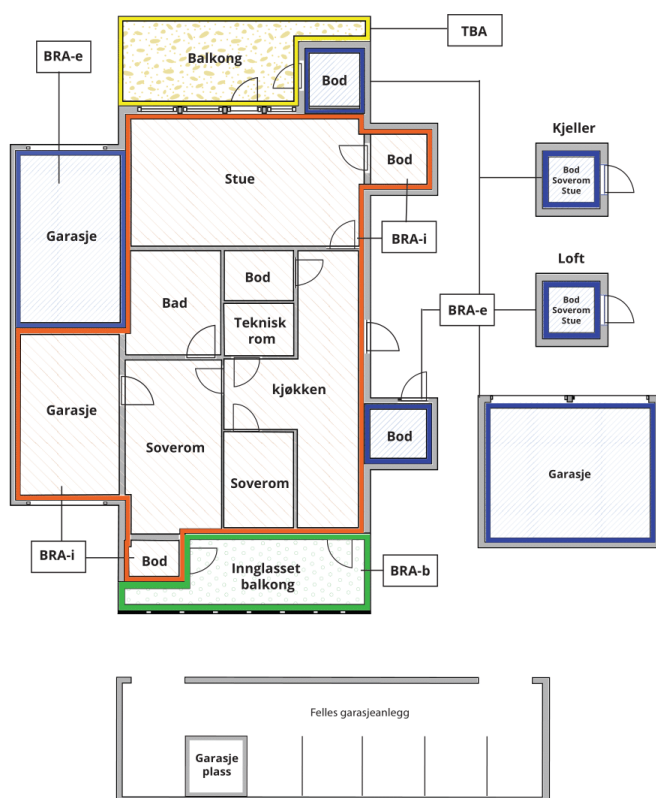 TBA
BRA-e
Balkong
Bod
Kjeller
Stue
Bod
Bod
Soverom
Stue
Garasje
BRA-i
Loft
Bod
Bad
Teknisk
rom
BRA-e
Bod
Soverom
Stue
kjøkken
Garasje
Soverom
Bod
Soverom
Garasje
BRA-i
Bod
Innglasset
balkong
BRA-b
Felles garasjeanlegg
Garasje
plass